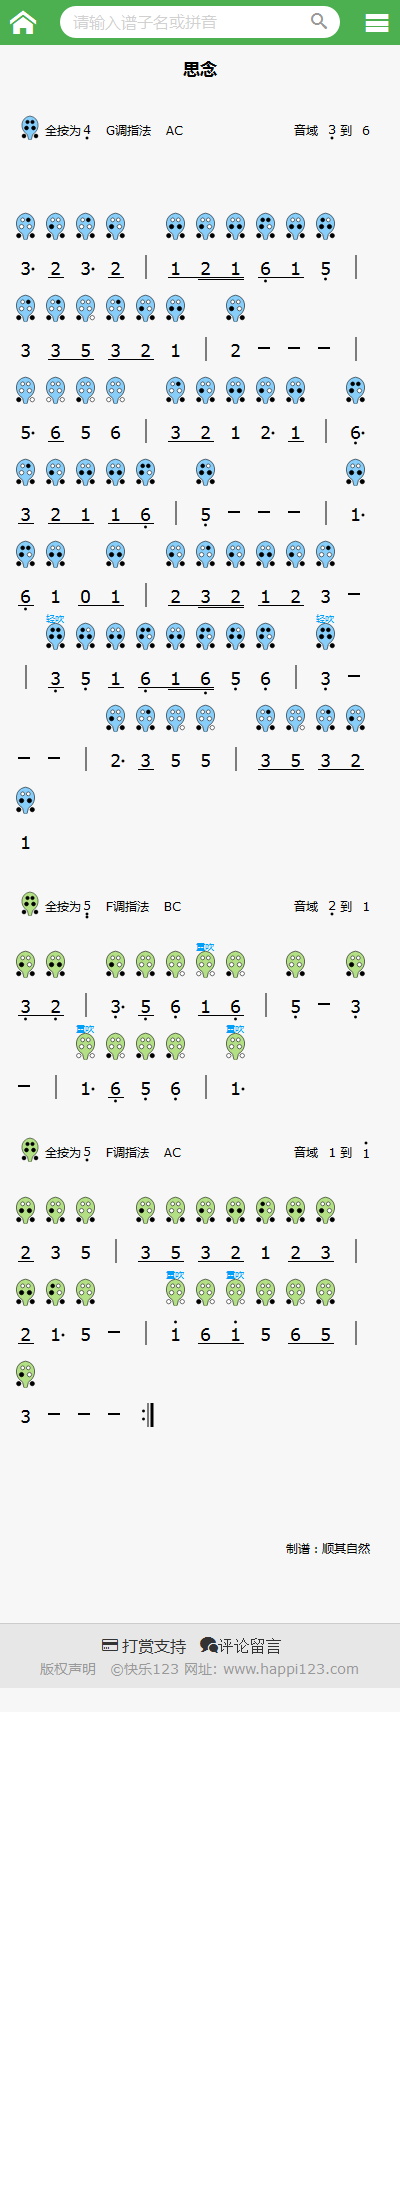 请输入谱子名或拼音
思念
全按为4̣ G调指法 AC 音域 3̣ 到 6
3· 2 3· 2 | 1 2 1 6̣ 1 5̣ |
3 3 5 3 2 1 | 2 － － － |
5· 6 5 6 | 3 2 1 2· 1 | 6̣·
3 2 1 1 6̣ | 5̣ － － － | 1·
6̣ 1 0 1 | 2 3 2 1 2 3 －
轻吹 轻吹
| 3̣ 5̣ 1 6̣ 1 6̣ 5̣ 6̣ | 3̣ －
－ － | 2· 3 5 5 | 3 5 3 2
1
全按为5̣̣ F调指法 BC 音域 2̣ 到 1
重吹
3̣ 2̣ | 3̣· 5̣ 6̣ 1 6̣ | 5̣ － 3̣
重吹 重吹
－ | 1· 6̣ 5̣ 6̣ | 1·
全按为5̣ F调指法 AC 音域 1 到 1̇
2 3 5 | 3 5 3 2 1 2 3 |
重吹 重吹
2 1· 5 － | 1̇ 6 1̇ 5 6 5 |
3 － － － :‖
制谱：顺其自然
打赏支持 评论留言
版权声明 ©快乐123 网址: www.happi123.com